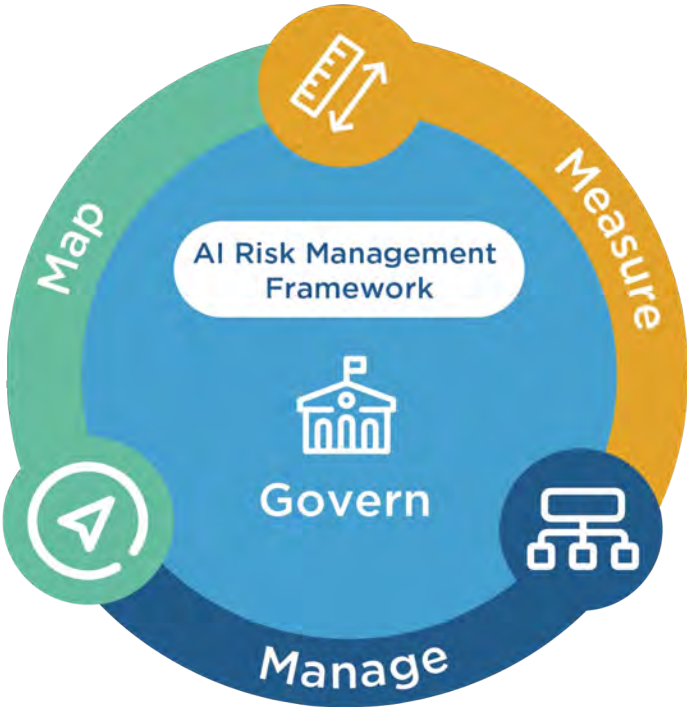 Map
Measure
AI Risk Management
Framework
Govern
Manage